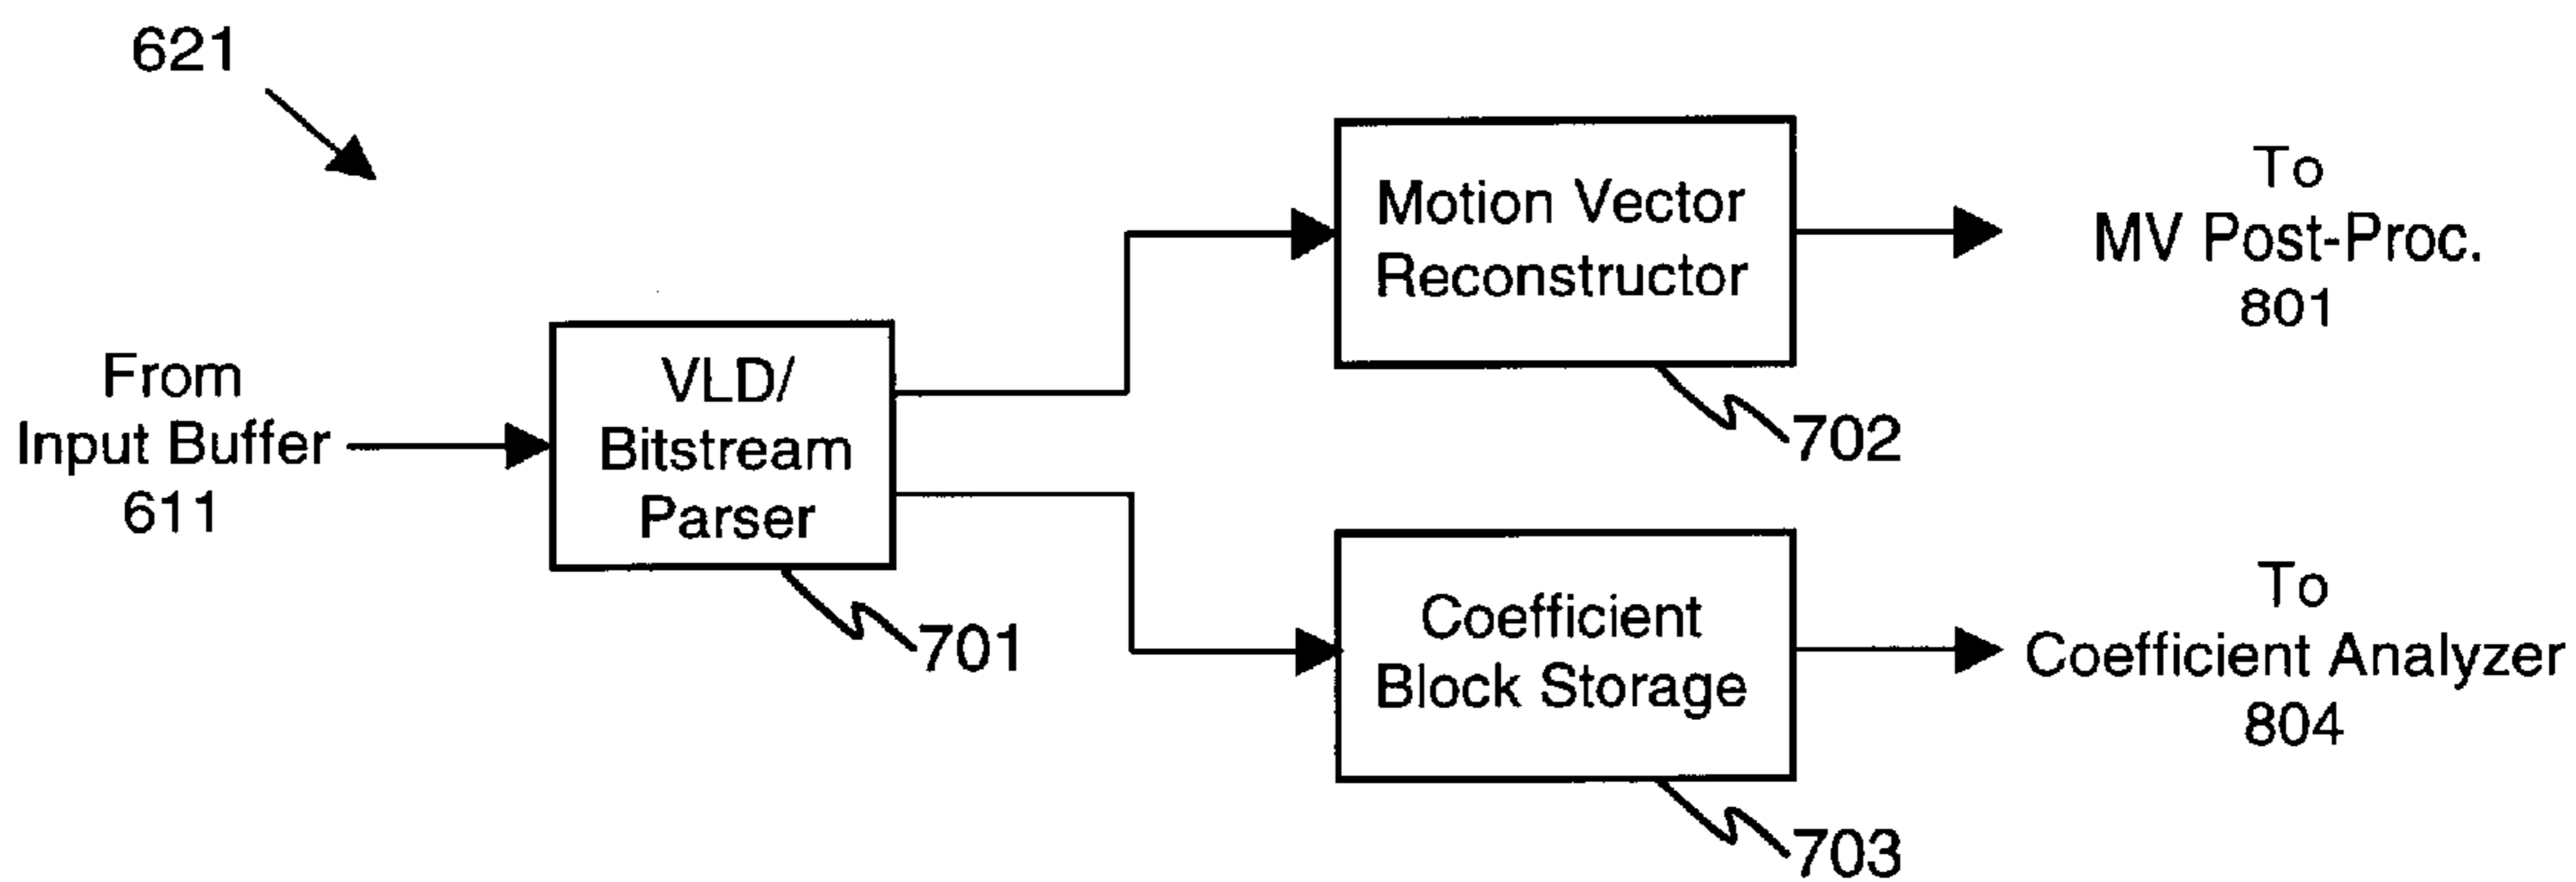 621
From
Input Buffer
611
VLD/
Bitstream
Parser
701
Motion Vector
Reconstructor
702
To
MV Post-Proc.
801
Coefficient
Block Storage
703
To
Coefficient Analyzer
804